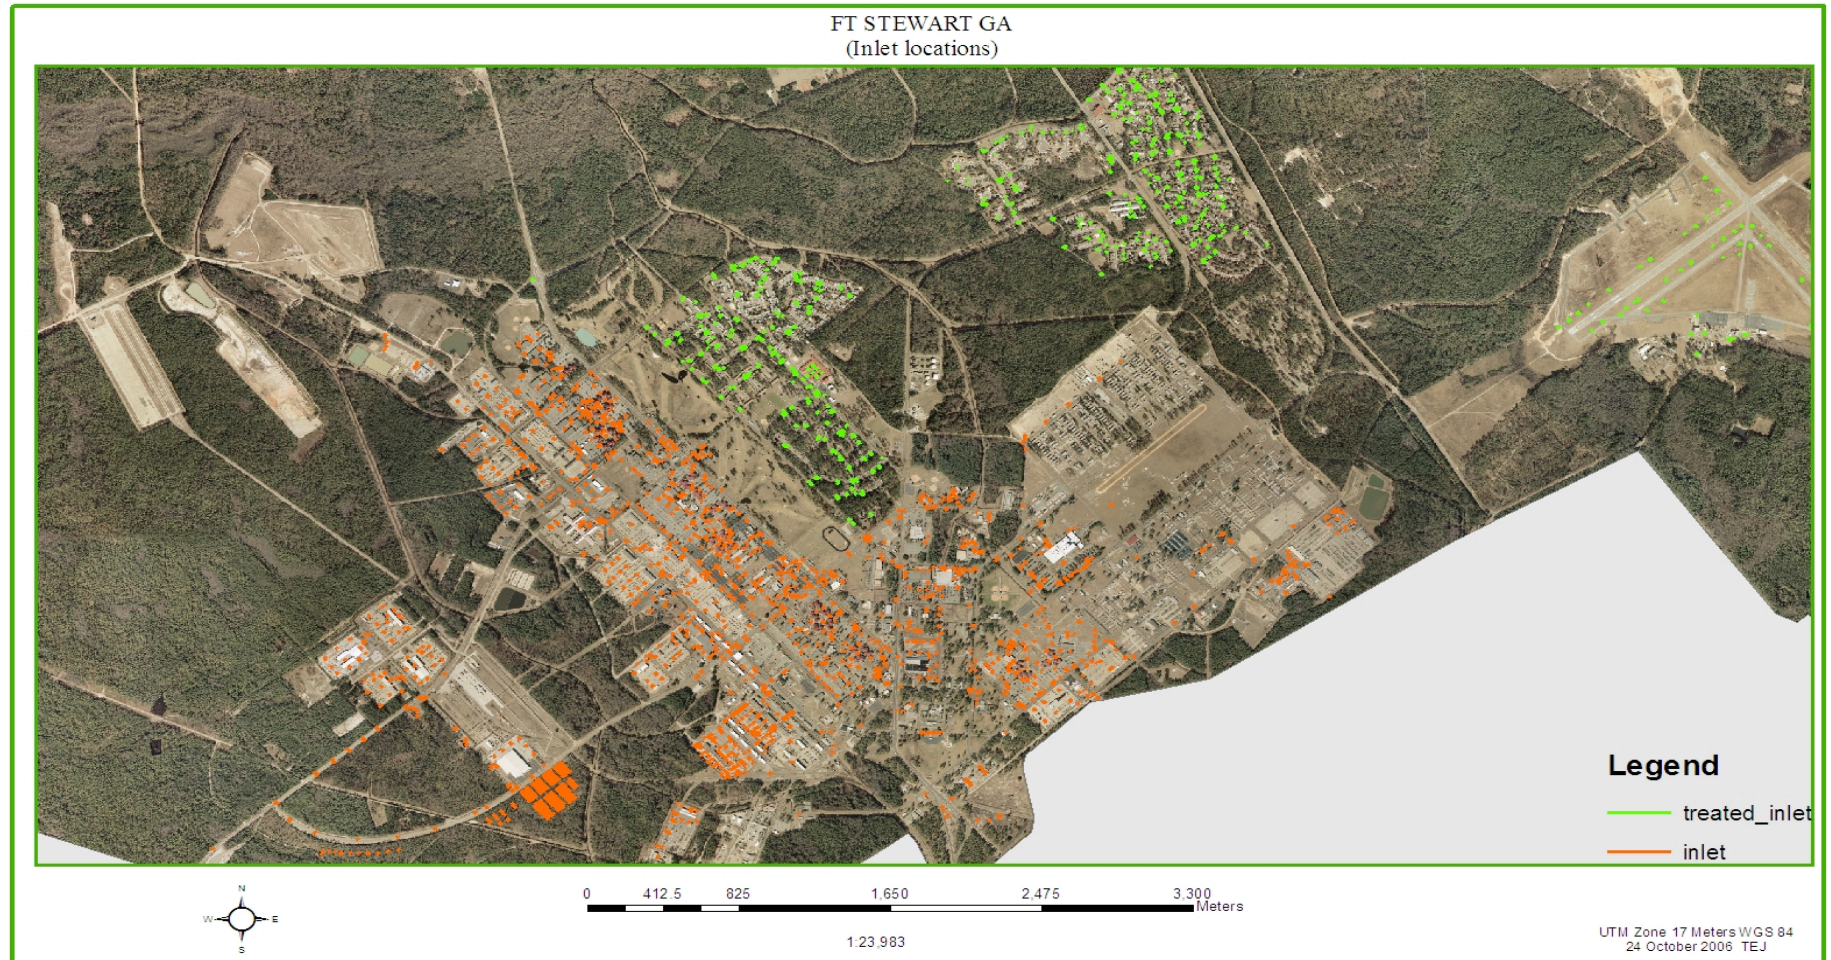 FT STEWART GA
(Inlet locations)
Legend
treated_inlet
inlet
N
W E
S
0 412.5 825 1,650 2,475 3,300
Meters
1:23,983
UTM Zone 17 Meters WGS 84
24 October 2006 TEJ